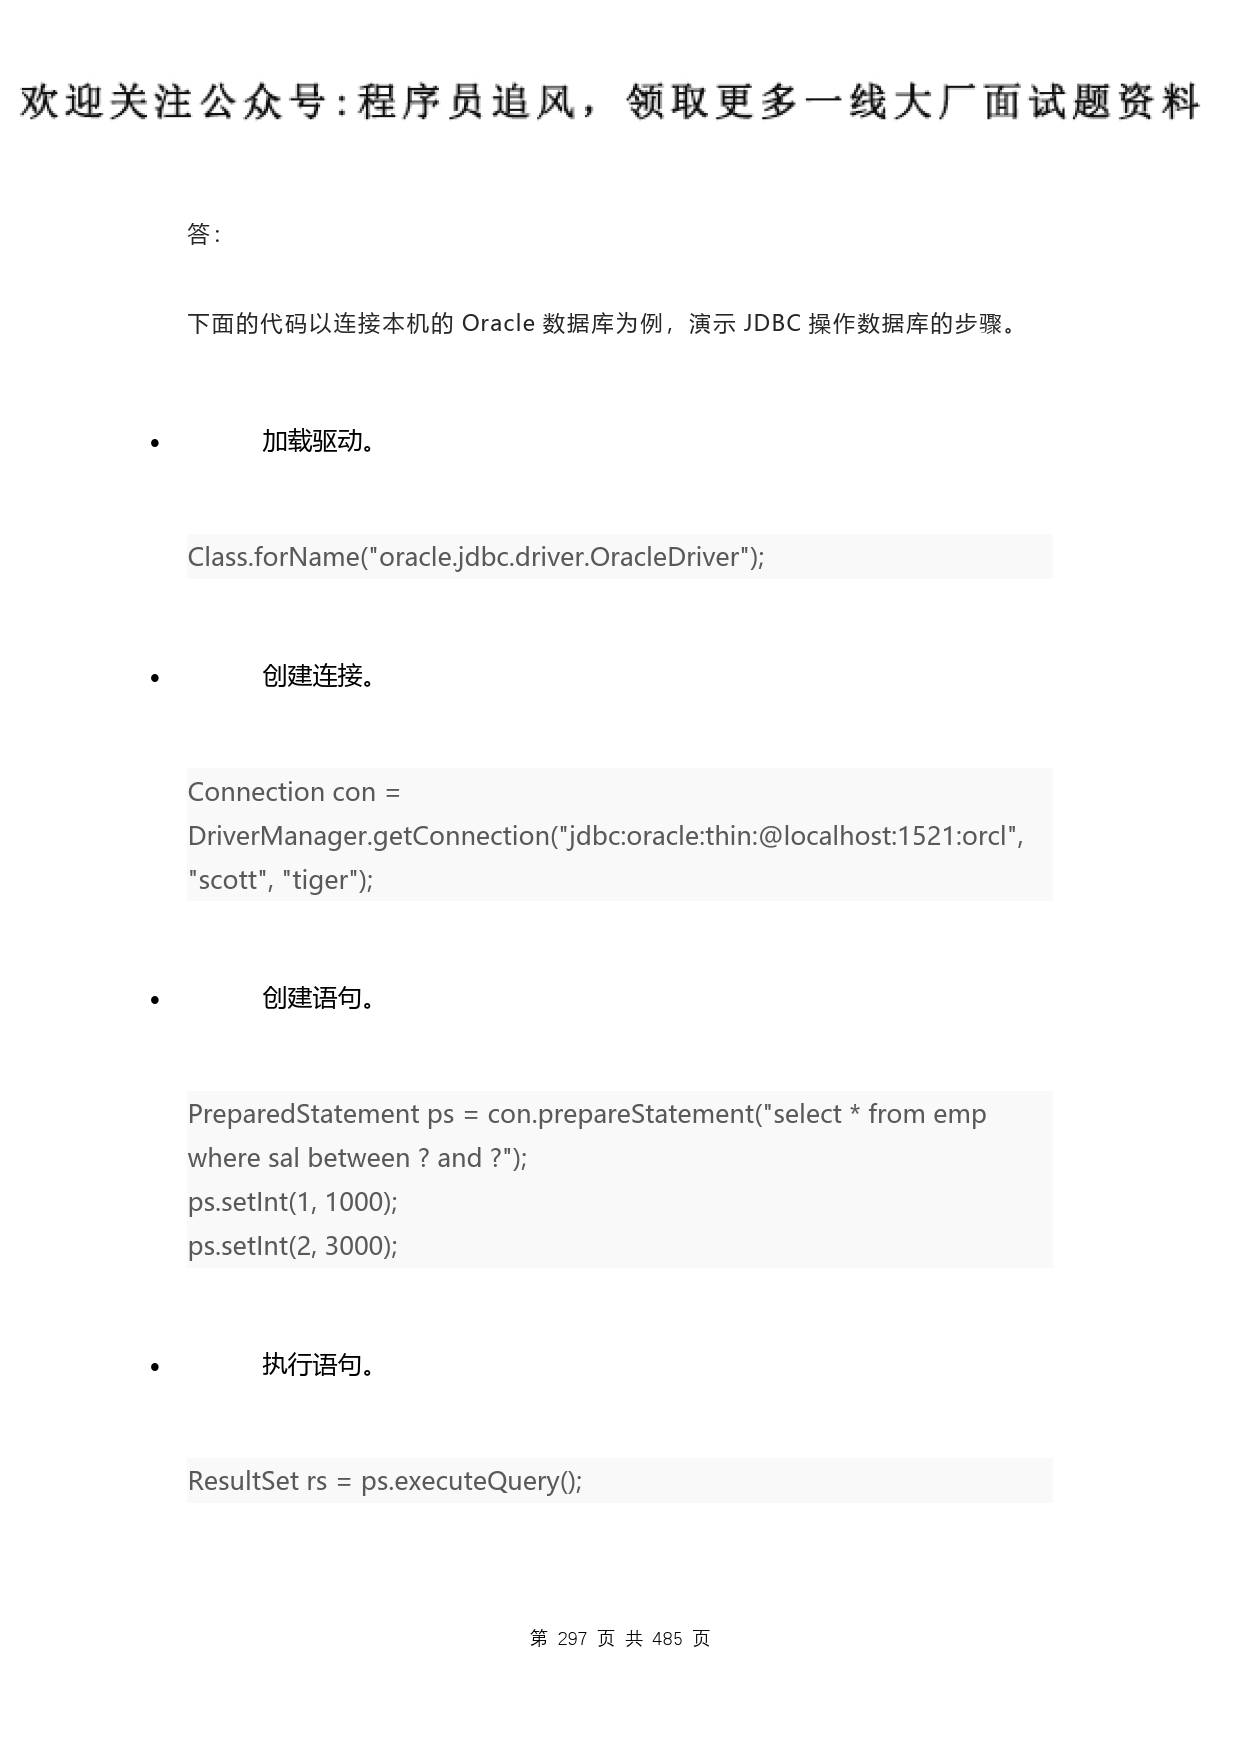 欢迎关注公众号:程序员追风，领取更多一线大厂面试题资料
答：
下面的代码以连接本机的 Oracle 数据库为例，演示 JDBC 操作数据库的步骤。
• 加载驱动。
Class.forName("oracle.jdbc.driver.OracleDriver");
• 创建连接。
Connection con =
DriverManager.getConnection("jdbc:oracle:thin:@localhost:1521:orcl",
"scott", "tiger");
• 创建语句。
PreparedStatement ps = con.prepareStatement("select * from emp
where sal between ? and ?");
ps.setInt(1, 1000);
ps.setInt(2, 3000);
• 执行语句。
ResultSet rs = ps.executeQuery();
第 297 页 共 485 页